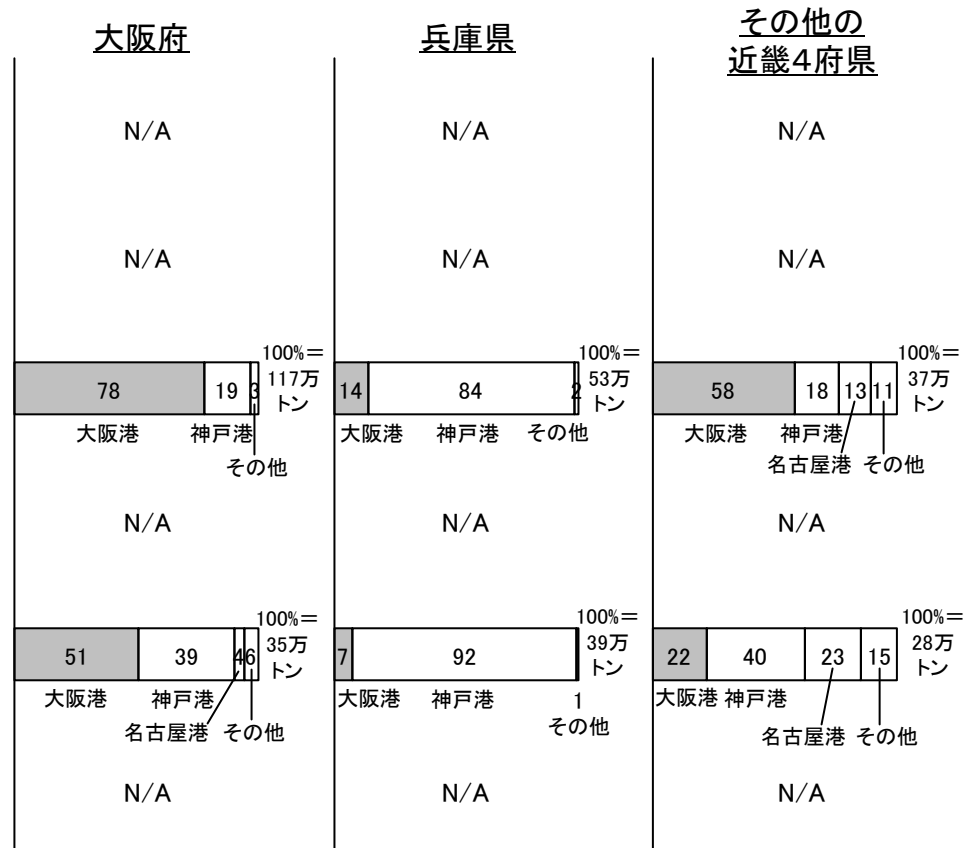 大阪府
兵庫県
その他の
近畿4府県
N/A
N/A
N/A
N/A
N/A
N/A
78
19
3
100%=
117万
トン
大阪港
神戸港
その他
14
84
2
100%=
53万
トン
大阪港
神戸港
その他
58
18
13
11
100%=
37万
トン
大阪港
神戸港
名古屋港
その他
N/A
N/A
N/A
51
39
4
6
100%=
35万
トン
大阪港
神戸港
名古屋港
その他
7
92
100%=
39万
トン
大阪港
神戸港
1
その他
22
40
23
15
100%=
28万
トン
大阪港
神戸港
名古屋港
その他
N/A
N/A
N/A